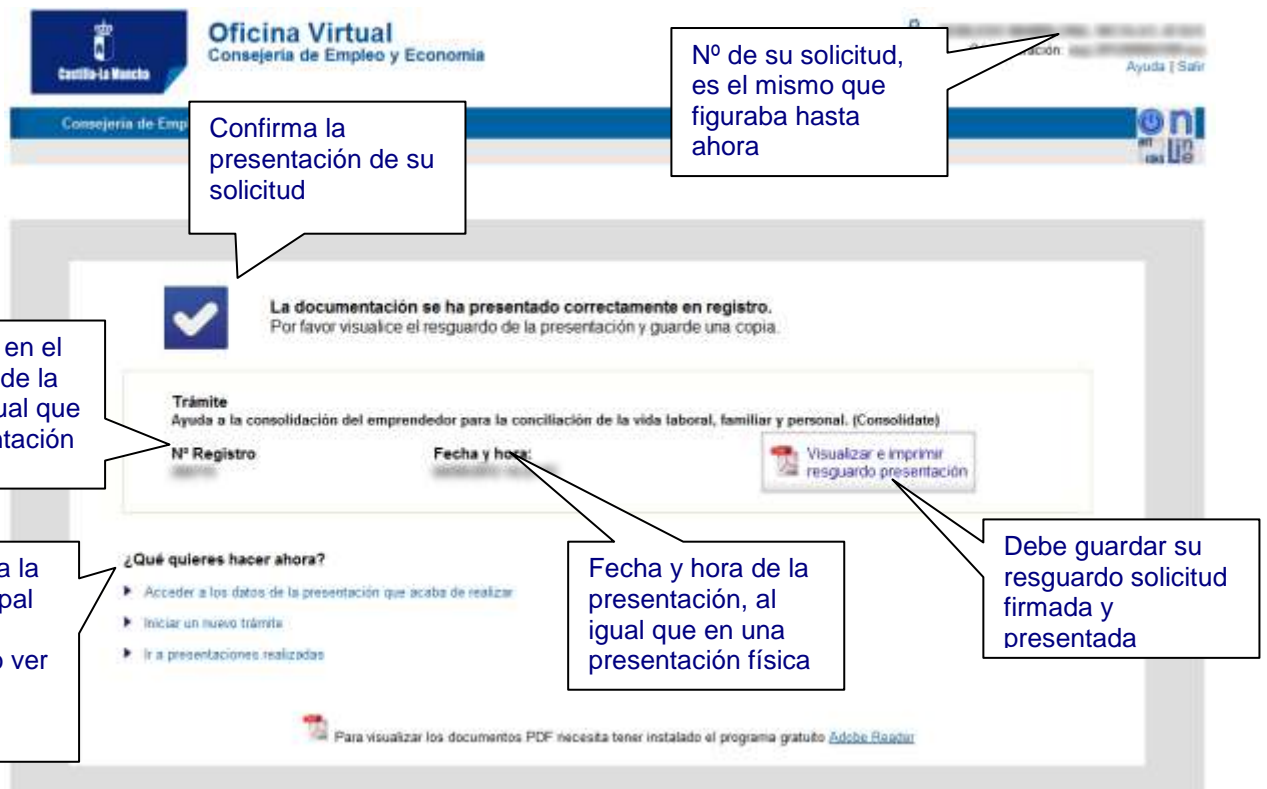 Castilla-La Mancha
Oficina Virtual
Consejería de Empleo y Economía
Nº de su solicitud,
es el mismo que
figuraba hasta
ahora
Ayuda | Salir
Consejería de Emp
Confirma la
presentación de su
solicitud
on
line
La documentación se ha presentado correctamente en registro.
Por favor visualice el resguardo de la presentación y guarde una copia.
en el
de la
ual que
ntación
Trámite
Ayuda a la consolidación del emprendedor para la conciliación de la vida laboral, familiar y personal. (Consolidate)
Nº Registro
Fecha y hora:
Visualizar e imprimir
resguardo presentación
a la
pal
o ver
¿Qué quieres hacer ahora?
Acceder a los datos de la presentación que acaba de realizar
Iniciar un nuevo trámite
Ir a presentaciones realizadas
Fecha y hora de la
presentación, al
igual que en una
presentación física
Debe guardar su
resguardo solicitud
firmada y
presentada
Para visualizar los documentos PDF necesita tener instalado el programa gratuito Adobe Reader